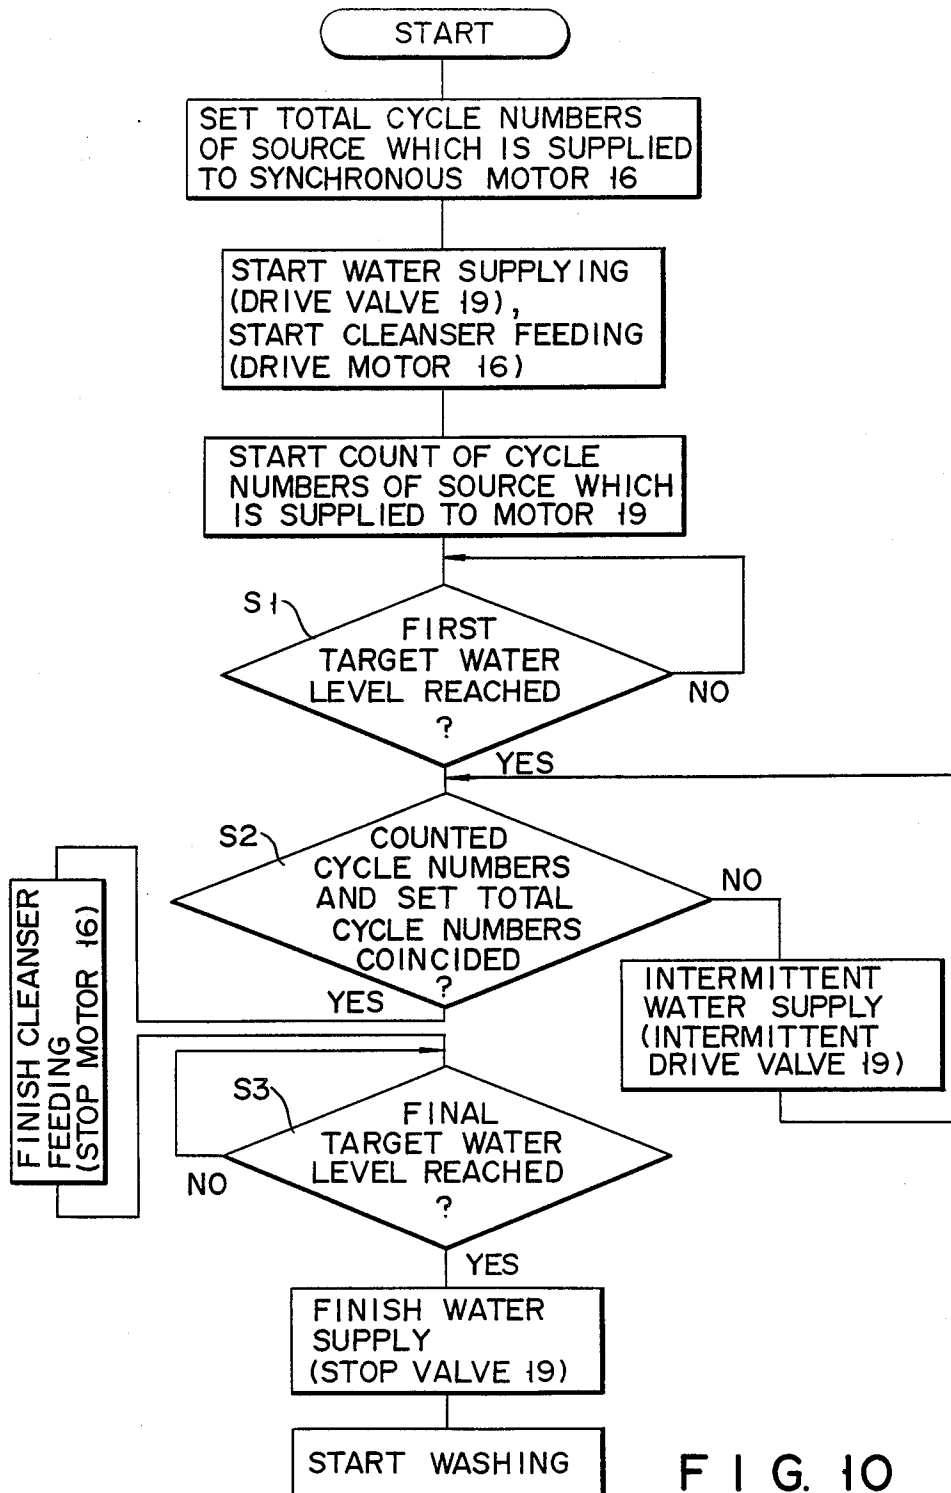 START
SET TOTAL CYCLE NUMBERS
OF SOURCE WHICH IS SUPPLIED
TO SYNCHRONOUS MOTOR 16
START WATER SUPPLYING
(DRIVE VALVE 19),
START CLEANSER FEEDING
(DRIVE MOTOR 16)
START COUNT OF CYCLE
NUMBERS OF SOURCE WHICH
IS SUPPLIED TO MOTOR 19
S1
FIRST
TARGET WATER
LEVEL REACHED
?
NO
YES
S2
COUNTED
CYCLE NUMBERS
AND SET TOTAL
CYCLE NUMBERS
COINCIDED
?
NO
YES
INTERMITTENT
WATER SUPPLY
(INTERMITTENT
DRIVE VALVE 19)
FINISH CLEANSER
FEEDING
(STOP MOTOR 16)
S3
FINAL
TARGET WATER
LEVEL REACHED
?
NO
YES
FINISH WATER
SUPPLY
(STOP VALVE 19)
START WASHING
FIG. 10